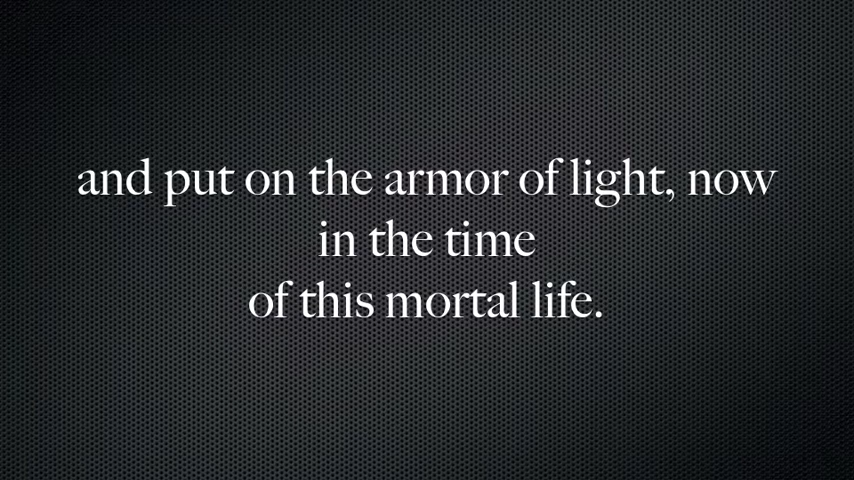 and put on the armor of light, now
in the time
of this mortal life.